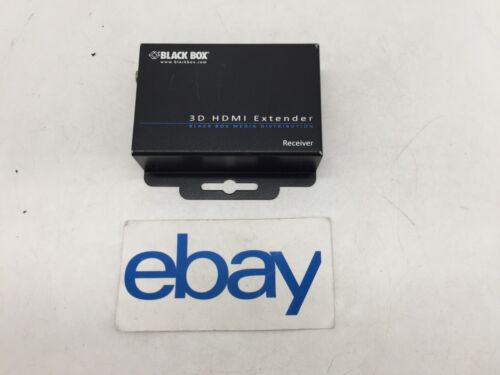 BLACK BOX
www.blackbox.com
3D HDMI Extender
BLACK BOX MEDIA DISTRIBUTION
Receiver
ebay